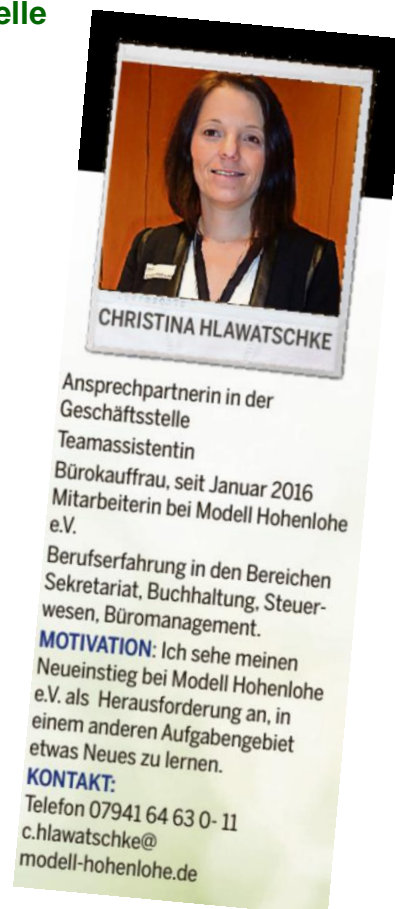 elle
CHRISTINA HLAWATSCHKE
Ansprechpartnerin in der
Geschäftsstelle
Teamassistentin
Bürokauffrau, seit Januar 2016
Mitarbeiterin bei Modell Hohenlohe
e.V.
Berufserfahrung in den Bereichen
Sekretariat, Buchhaltung, Steuer-
wesen, Büromanagement.
MOTIVATION: Ich sehe meinen
Neueinstieg bei Modell Hohenlohe
e.V. als Herausforderung an, in
einem anderen Aufgabengebiet
etwas Neues zu lernen.
KONTAKT:
Telefon 07941 64 63 0- 11
c.hlawatschke@
modell-hohenlohe.de